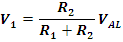 V₁ = R₂ / (R₁ + R₂) V_AL